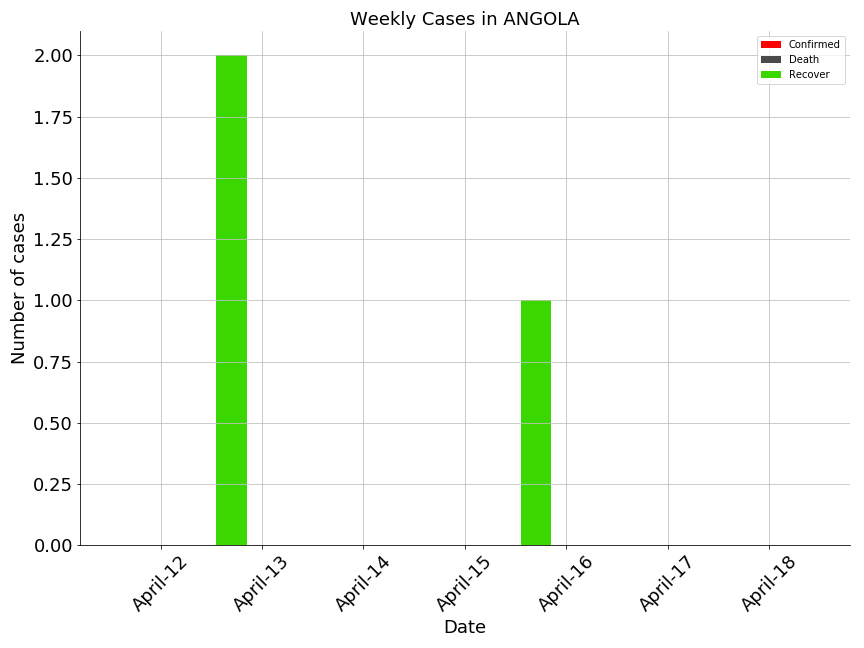 Weekly Cases in ANGOLA
Confirmed
Death
Recover
Number of cases
2.00
1.75
1.50
1.25
1.00
0.75
0.50
0.25
0.00
April-12
April-13
April-14
April-15
April-16
April-17
April-18
Date